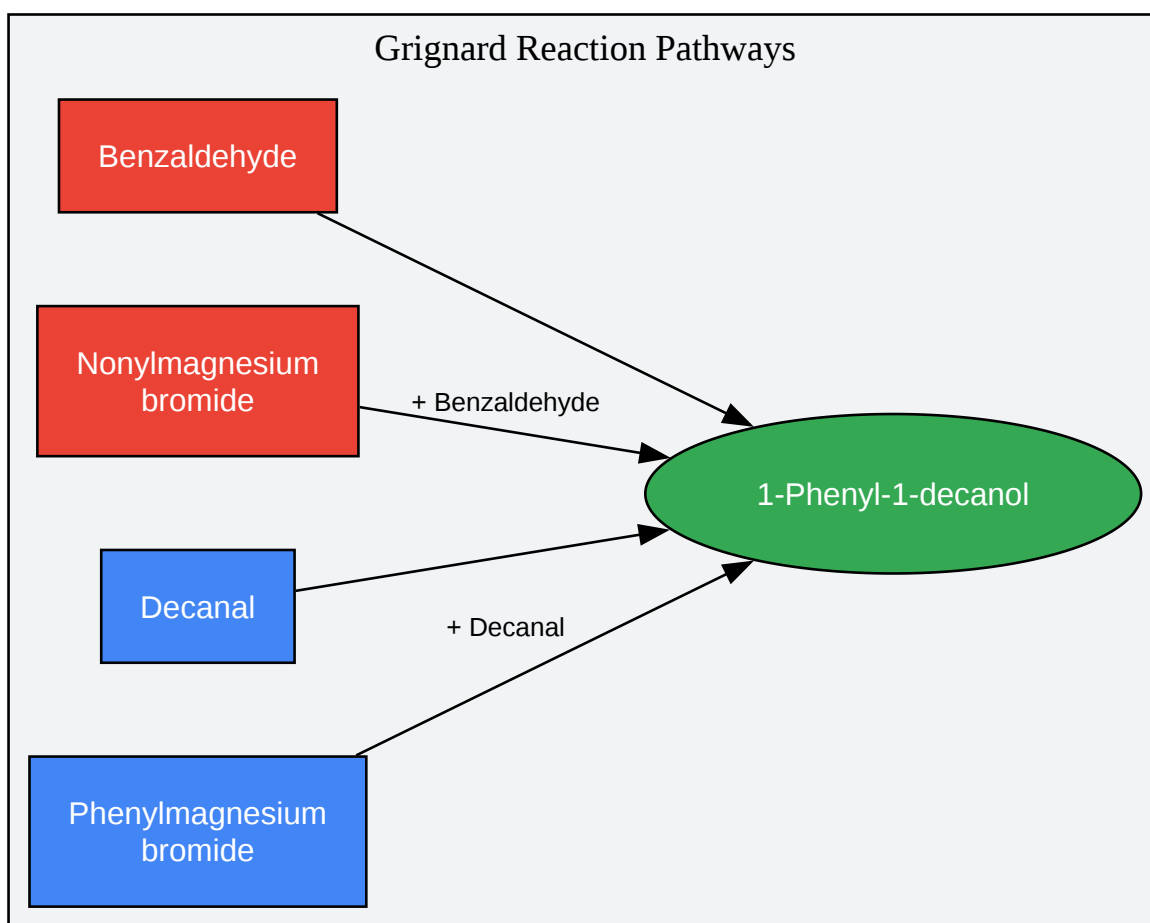 Grignard Reaction Pathways
Benzaldehyde
Nonylmagnesium
bromide
+ Benzaldehyde
1-Phenyl-1-decanol
Decanal
+ Decanal
Phenylmagnesium
bromide